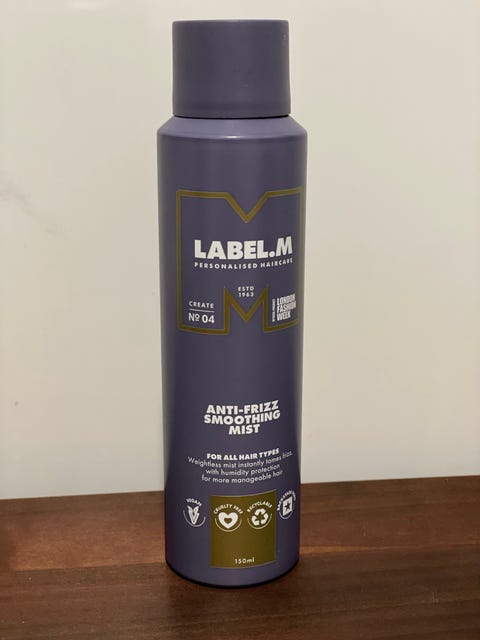 LABEL.M
PERSONALISED HAIRCARE
ESTD
1963
CREATE
Nº 04
LONDON
FASHION
WEEK
ANTI-FRIZZ
SMOOTHING
MIST
FOR ALL HAIR TYPES
Weightless mist instantly tames frizz,
with humidity protection
for more manageable hair
VEGAN
CRUELTY FREE
RECYCLABLE
150ml